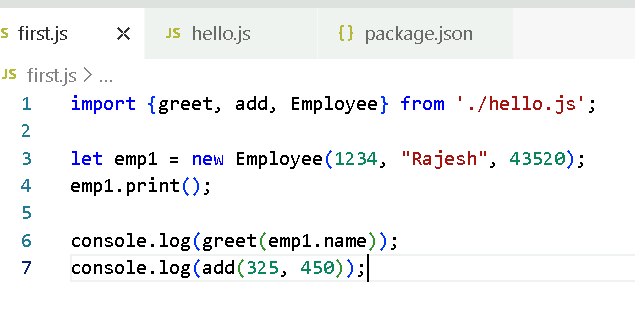 JS first.js ×
JS hello.js
{} package.json
JS first.js > ...
1 import {greet, add, Employee} from './hello.js';
2
3 let emp1 = new Employee(1234, "Rajesh", 43520);
4 emp1.print();
5
6 console.log(greet(emp1.name));
7 console.log(add(325, 450));